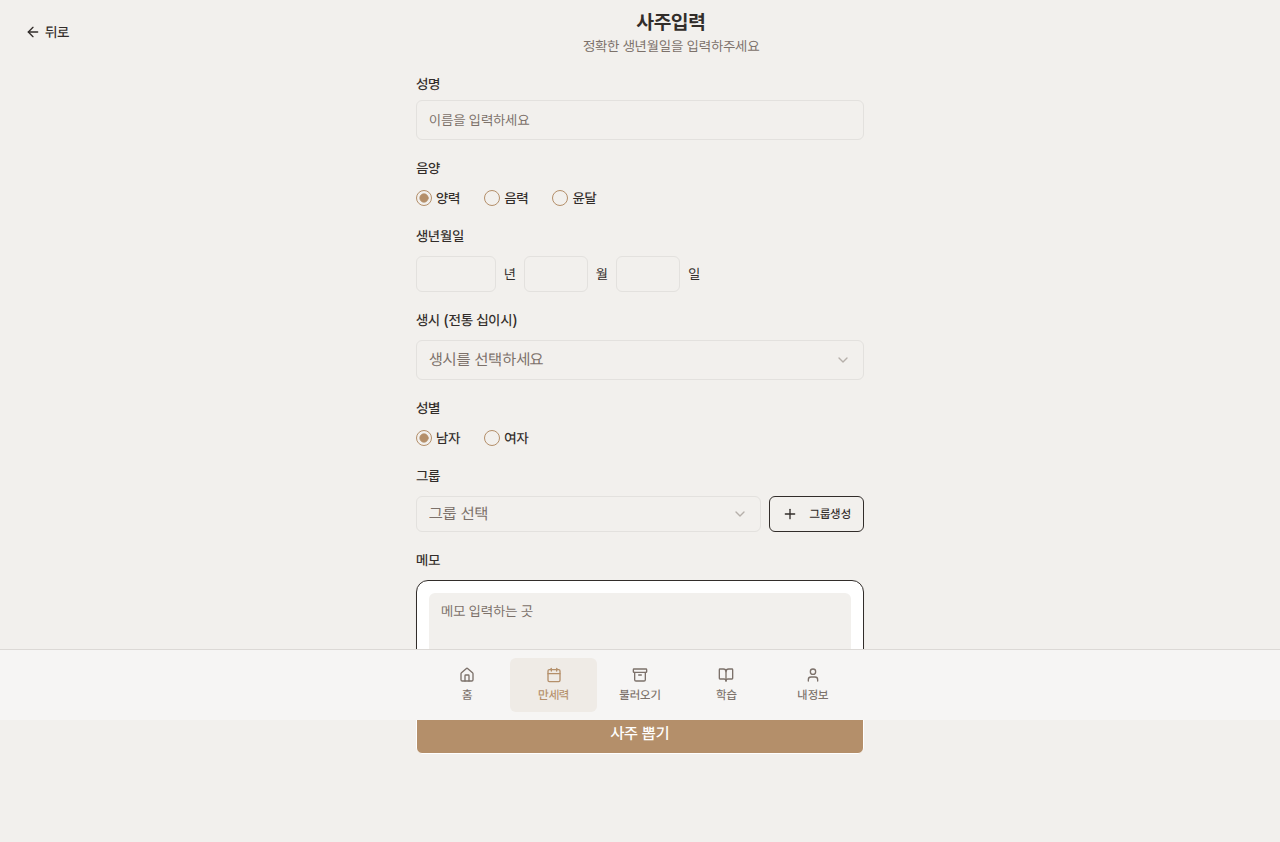 뒤로
사주입력
정확한 생년월일을 입력하주세요
성명
이름을 입력하세요
음양
양력 음력 윤달
생년월일
년 월 일
생시 (전통 십이시)
생시를 선택하세요
성별
남자 여자
그룹
그룹 선택 그룹생성
메모
메모 입력하는 곳
홈 만세력 불러오기 학습 내정보
사주 뽑기